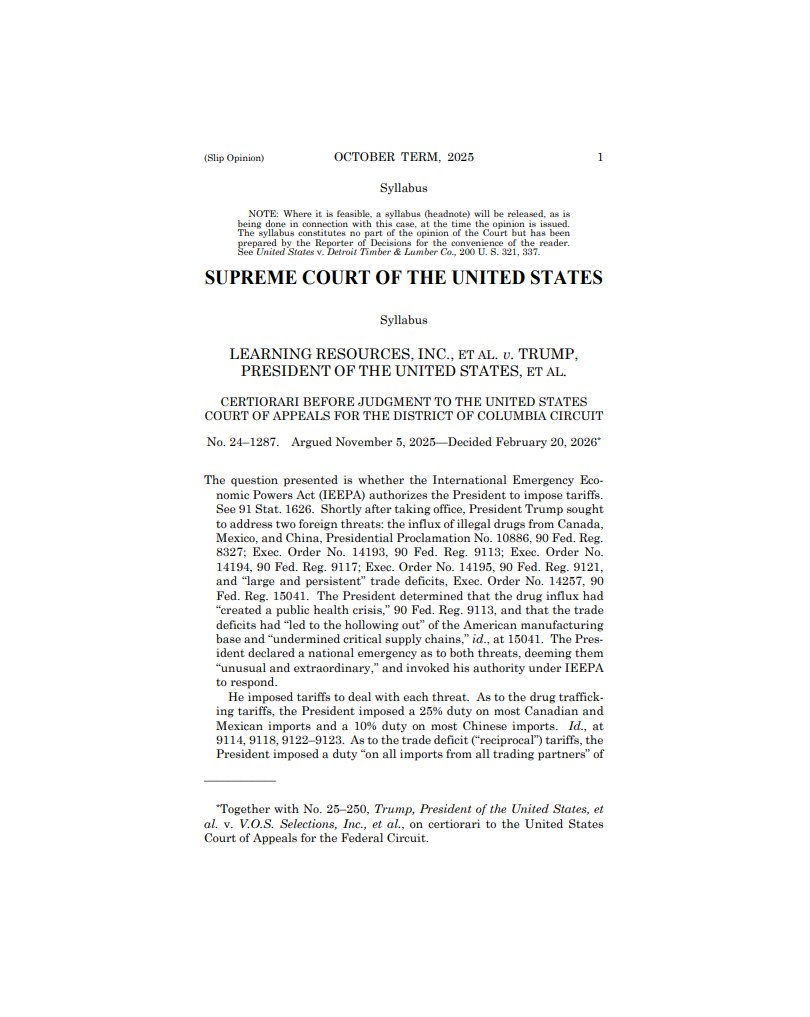 (Slip Opinion) OCTOBER TERM, 2025 1
Syllabus
NOTE: Where it is feasible, a syllabus (headnote) will be released, as is
being done in connection with this case, at the time the opinion is issued.
The syllabus constitutes no part of the opinion of the Court but has been
prepared by the Reporter of Decisions for the convenience of the reader.
See United States v. Detroit Timber & Lumber Co., 200 U. S. 321, 337.
SUPREME COURT OF THE UNITED STATES
Syllabus
LEARNING RESOURCES, INC., ET AL. v. TRUMP,
PRESIDENT OF THE UNITED STATES, ET AL.
CERTIORARI BEFORE JUDGMENT TO THE UNITED STATES
COURT OF APPEALS FOR THE DISTRICT OF COLUMBIA CIRCUIT
No. 24–1287. Argued November 5, 2025—Decided February 20, 2026*
The question presented is whether the International Emergency Eco-
nomic Powers Act (IEEPA) authorizes the President to impose tariffs.
See 91 Stat. 1626. Shortly after taking office, President Trump sought
to address two foreign threats: the influx of illegal drugs from Canada,
Mexico, and China, Presidential Proclamation No. 10886, 90 Fed. Reg.
8327; Exec. Order No. 14193, 90 Fed. Reg. 9113; Exec. Order No.
14194, 90 Fed. Reg. 9117; Exec. Order No. 14195, 90 Fed. Reg. 9121,
and “large and persistent” trade deficits, Exec. Order No. 14257, 90
Fed. Reg. 15041. The President determined that the drug influx had
“created a public health crisis,” 90 Fed. Reg. 9113, and that the trade
deficits had “led to the hollowing out” of the American manufacturing
base and “undermined critical supply chains,” id., at 15041. The Pres-
ident declared a national emergency as to both threats, deeming them
“unusual and extraordinary,” and invoked his authority under IEEPA
to respond.
He imposed tariffs to deal with each threat. As to the drug traffick-
ing tariffs, the President imposed a 25% duty on most Canadian and
Mexican imports and a 10% duty on most Chinese imports. Id., at
9114, 9118, 9122–9123. As to the trade deficit (“reciprocal”) tariffs, the
President imposed a duty “on all imports from all trading partners” of
*Together with No. 25–250, Trump, President of the United States, et
al. v. V.O.S. Selections, Inc., et al., on certiorari to the United States
Court of Appeals for the Federal Circuit.